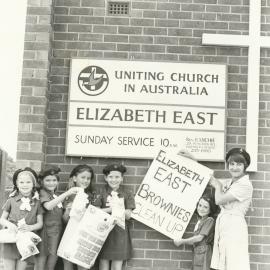 UNITING CHURCH
IN AUSTRALIA
ELIZABETH EAST
SUNDAY SERVICE 10
ELIZABETH
EAST
BROWNIES
CLEAN UP